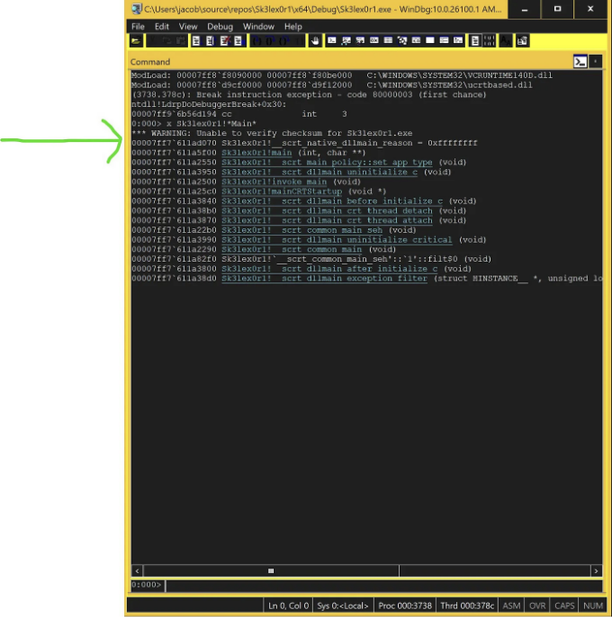 C:\Users\jacob\source\repos\Sk3lex0r1\x64\Debug\Sk3lex0r1.exe - WinDbg:10.0.26100.1 AM...
File Edit View Debug Window Help
Command
ModLoad: 00007ff8`f8090000 00007ff8`f80be000 C:\WINDOWS\SYSTEM32\VCRUNTIME140D.dll
ModLoad: 00007ff8`d9cf0000 00007ff8`d9f12000 C:\WINDOWS\SYSTEM32\ucrtbased.dll
(3738.378c): Break instruction exception - code 80000003 (first chance)
ntdll!LdrpDoDebuggerBreak+0x30:
00007ff9`6b56d194 cc int 3
0:000> x Sk3lex0r1!*Main*
*** WARNING: Unable to verify checksum for Sk3lex0r1.exe
00007ff7`611ad070 Sk3lex0r1!__scrt_native_dllmain_reason = 0xffffffff
00007ff7`611a5f00 Sk3lex0r1!main (int, char **)
00007ff7`611a2550 Sk3lex0r1!__scrt_main_policy::set_app_type (void)
00007ff7`611a3950 Sk3lex0r1!__scrt_dllmain_uninitialize_c (void)
00007ff7`611a2500 Sk3lex0r1!invoke_main (void)
00007ff7`611a25c0 Sk3lex0r1!mainCRTStartup (void *)
00007ff7`611a3840 Sk3lex0r1!__scrt_dllmain_before_initialize_c (void)
00007ff7`611a38b0 Sk3lex0r1!__scrt_dllmain_crt_thread_detach (void)
00007ff7`611a3870 Sk3lex0r1!__scrt_dllmain_crt_thread_attach (void)
00007ff7`611a22b0 Sk3lex0r1!__scrt_common_main_seh (void)
00007ff7`611a3990 Sk3lex0r1!__scrt_dllmain_uninitialize_critical (void)
00007ff7`611a2290 Sk3lex0r1!__scrt_common_main (void)
00007ff7`611a82f0 Sk3lex0r1!`__scrt_common_main_seh'::`1'::filt$0 (void)
00007ff7`611a3800 Sk3lex0r1!__scrt_dllmain_after_initialize_c (void)
00007ff7`611a38d0 Sk3lex0r1!__scrt_dllmain_exception_filter (struct HINSTANCE__ *, unsigned lo
0:000>
Ln 0, Col 0 Sys 0:<Local> Proc 000:3738 Thrd 000:378c ASM OVR CAPS NUM